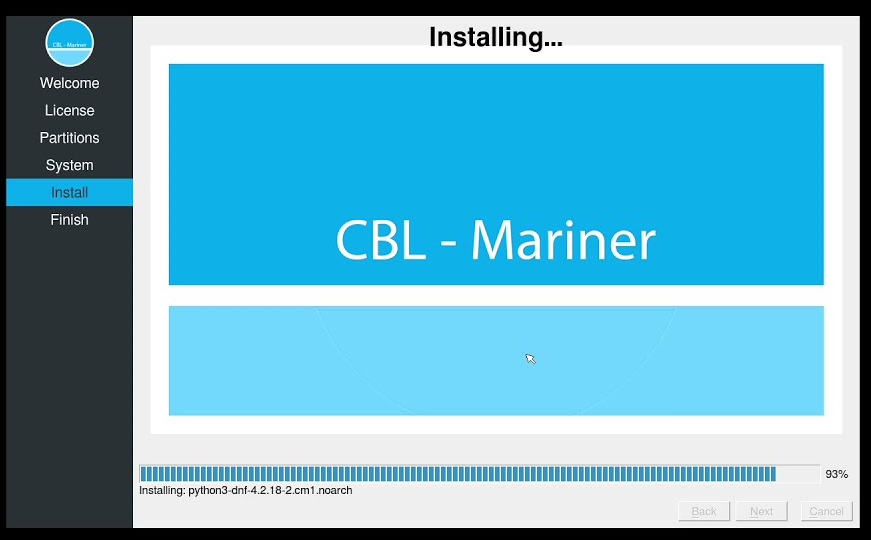 Installing...
CBL - Mariner
Welcome
License
Partitions
System
Install
Finish
CBL - Mariner
93%
Installing: python3-dnf-4.2.18-2.cm1.noarch
Back
Next
Cancel